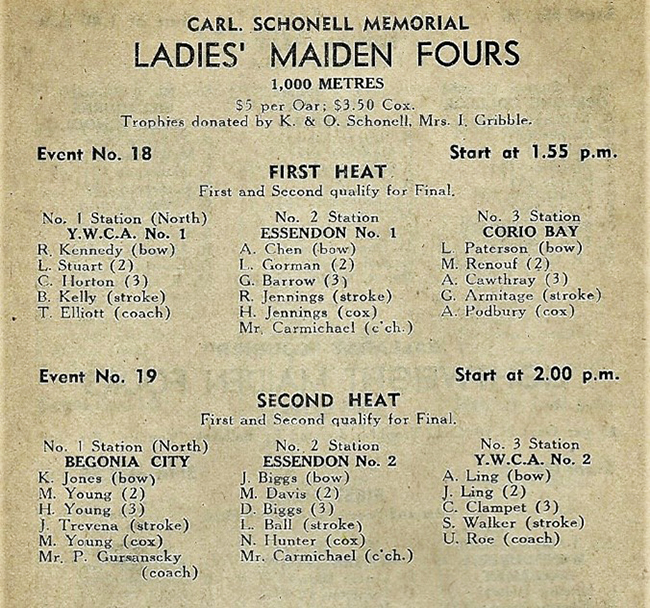 CARL. SCHONELL MEMORIAL
LADIES' MAIDEN FOURS
1,000 METRES
$5 per Oar; $3.50 Cox.
Trophies donated by K. & O. Schonell, Mrs. I. Gribble.
Event No. 18 Start at 1.55 p.m.
FIRST HEAT
First and Second qualify for Final.
No. 1 Station (North)
Y.W.C.A. No. 1
R. Kennedy (bow)
L. Stuart (2)
C. Horton (3)
B. Kelly (stroke)
T. Elliott (coach)
No. 2 Station
ESSENDON No. 1
A. Chen (bow)
L. Gorman (2)
G. Barrow (3)
R. Jennings (stroke)
H. Jennings (cox)
Mr. Carmichael (c'ch.)
No. 3 Station
CORIO BAY
L. Paterson (bow)
M. Renouf (2)
A. Cawthray (3)
G. Armitage (stroke)
A. Podbury (cox)
Event No. 19 Start at 2.00 p.m.
SECOND HEAT
First and Second qualify for Final.
No. 1 Station (North)
BEGONIA CITY
K. Jones (bow)
M. Young (2)
H. Young (3)
J. Trevena (stroke)
M. Young (cox)
Mr. P. Gursanscky
(coach)
No. 2 Station
ESSENDON No. 2
J. Biggs (bow)
M. Davis (2)
D. Biggs (3)
L. Ball (stroke)
N. Hunter (cox)
Mr. Carmichael (c'ch.)
No. 3 Station
Y.W.C.A. No. 2
A. Ling (bow)
J. Ling (2)
C. Clampet (3)
S. Walker (stroke)
U. Roe (coach)